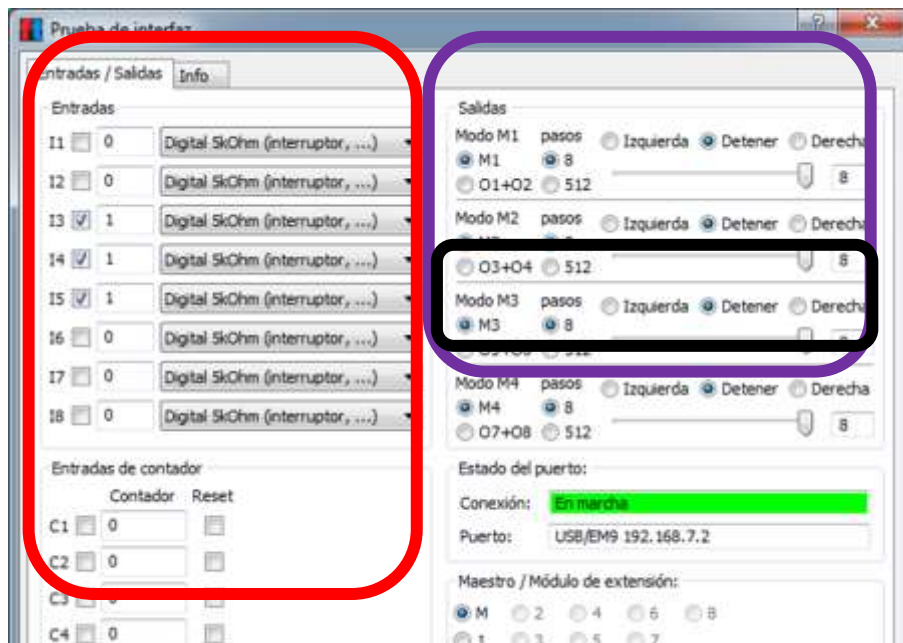 Prueba de interfaz
Entradas / Salidas Info
Entradas
I1 0 Digital 5kOhm (interruptor, ...)
I2 0 Digital 5kOhm (interruptor, ...)
I3 1 Digital 5kOhm (interruptor, ...)
I4 1 Digital 5kOhm (interruptor, ...)
I5 1 Digital 5kOhm (interruptor, ...)
I6 0 Digital 5kOhm (interruptor, ...)
I7 0 Digital 5kOhm (interruptor, ...)
I8 0 Digital 5kOhm (interruptor, ...)
Entradas de contador
Contador Reset
C1 0
C2 0
C3
C4 0
Salidas
Modo M1 pasos Izquierda Detener Derecha
M1 8
O1+O2 512 8
Modo M2 pasos Izquierda Detener Derecha
O3+O4 512 8
Modo M3 pasos Izquierda Detener Derecha
M3 8
Modo M4 pasos Izquierda Detener Derecha
M4 8
O7+O8 512 8
Estado del puerto:
Conexión: En marcha
Puerto: USB/EM9 192.168.7.2
Maestro / Módulo de extensión:
M 2 4 6 8
1 3 5 7